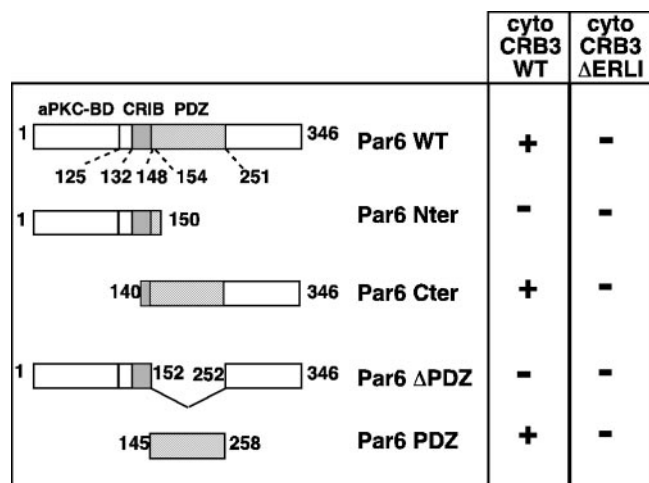 cyto CRB3 WT
cyto CRB3 ΔERLI
aPKC-BD CRIB PDZ
1 346 Par6 WT + -
125 132 148 154 251
1 150 Par6 Nter - -
140 346 Par6 Cter + -
1 152 252 346 Par6 ΔPDZ - -
145 258 Par6 PDZ + -